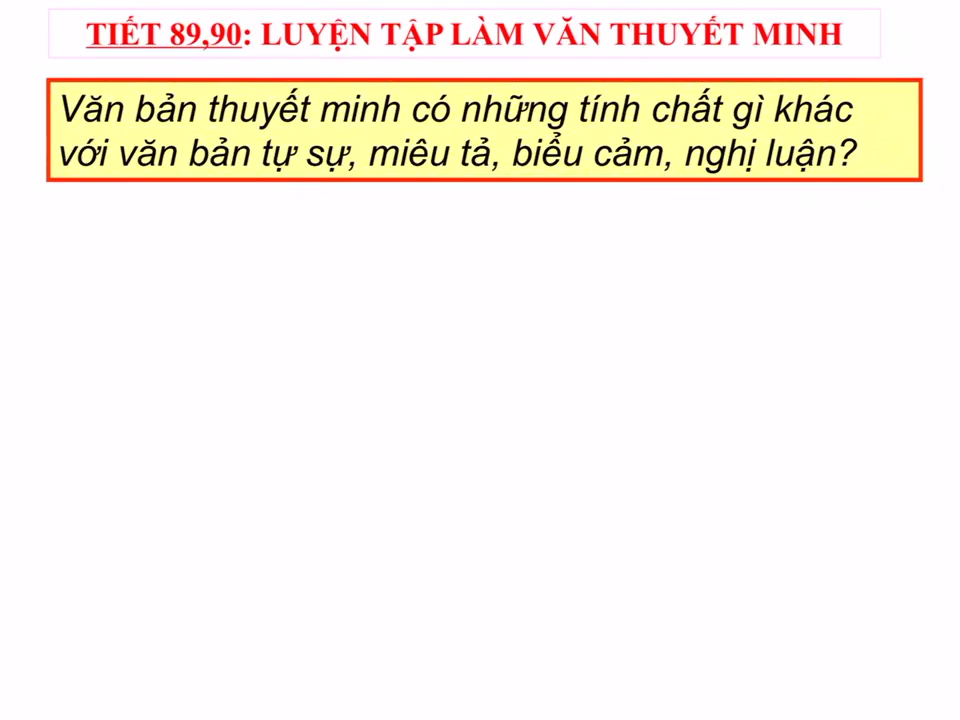 TIẾT 89,90: LUYỆN TẬP LÀM VĂN THUYẾT MINH
Văn bản thuyết minh có những tính chất gì khác
với văn bản tự sự, miêu tả, biểu cảm, nghị luận?